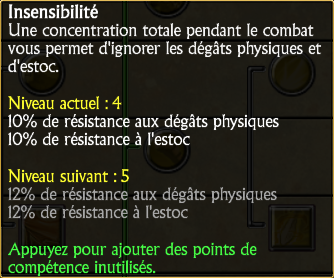 Insensibilité
Une concentration totale pendant le combat
vous permet d'ignorer les dégâts physiques et
d'estoc.
Niveau actuel : 4
10% de résistance aux dégâts physiques
10% de résistance à l'estoc
Niveau suivant : 5
12% de résistance aux dégâts physiques
12% de résistance à l'estoc
Appuyez pour ajouter des points de
compétence inutilisés.